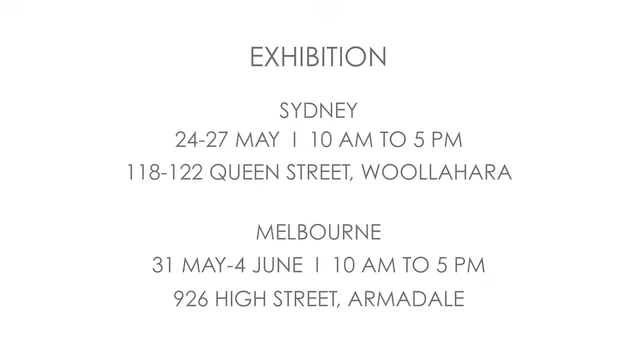 EXHIBITION
SYDNEY
24-27 MAY I 10 AM TO 5 PM
118-122 QUEEN STREET, WOOLLAHARA
MELBOURNE
31 MAY-4 JUNE I 10 AM TO 5 PM
926 HIGH STREET, ARMADALE